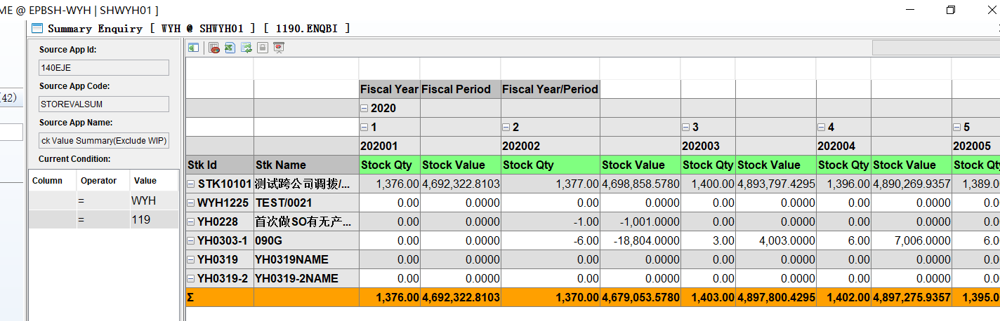 ME @ EPBSH-WYH | SHWYH01 ]
Summary Enquiry [ WYH @ SHWYH01 ] [ 1190.ENQBI ]
Source App Id:
140EJE
Source App Code:
STOREVALSUM
(42)
Source App Name:
ck Value Summary(Exclude WIP)
Current Condition:
Column Operator Value
= WYH
= 119
Fiscal Year Fiscal Period Fiscal Year/Period
2020
1 2 3 4 5
202001 202002 202003 202004 202005
Stk Id Stk Name Stock Qty Stock Value Stock Qty Stock Value Stock Qty Stock Value Stock Qty Stock Value Stock Qty
STK10101 测试跨公司调拨/... 1,376.00 4,692,322.8103 1,377.00 4,698,858.5780 1,400.00 4,893,797.4295 1,396.00 4,890,269.9357 1,389.0
WYH1225 TEST/0021 0.00 0.0000 0.00 0.0000 0.00 0.0000 0.00 0.0000 0.0
YH0228 首次做SO有无产... 0.00 0.0000 -1.00 -1,001.0000 0.00 0.0000 0.00 0.0000 0.0
YH0303-1 090G 0.00 0.0000 -6.00 -18,804.0000 3.00 4,003.0000 6.00 7,006.0000 6.0
YH0319 YH0319NAME 0.00 0.0000 0.00 0.0000 0.00 0.0000 0.00 0.0000 0.0
YH0319-2 YH0319-2NAME 0.00 0.0000 0.00 0.0000 0.00 0.0000 0.00 0.0000 0.0
Σ 1,376.00 4,692,322.8103 1,370.00 4,679,053.5780 1,403.00 4,897,800.4295 1,402.00 4,897,275.9357 1,395.0